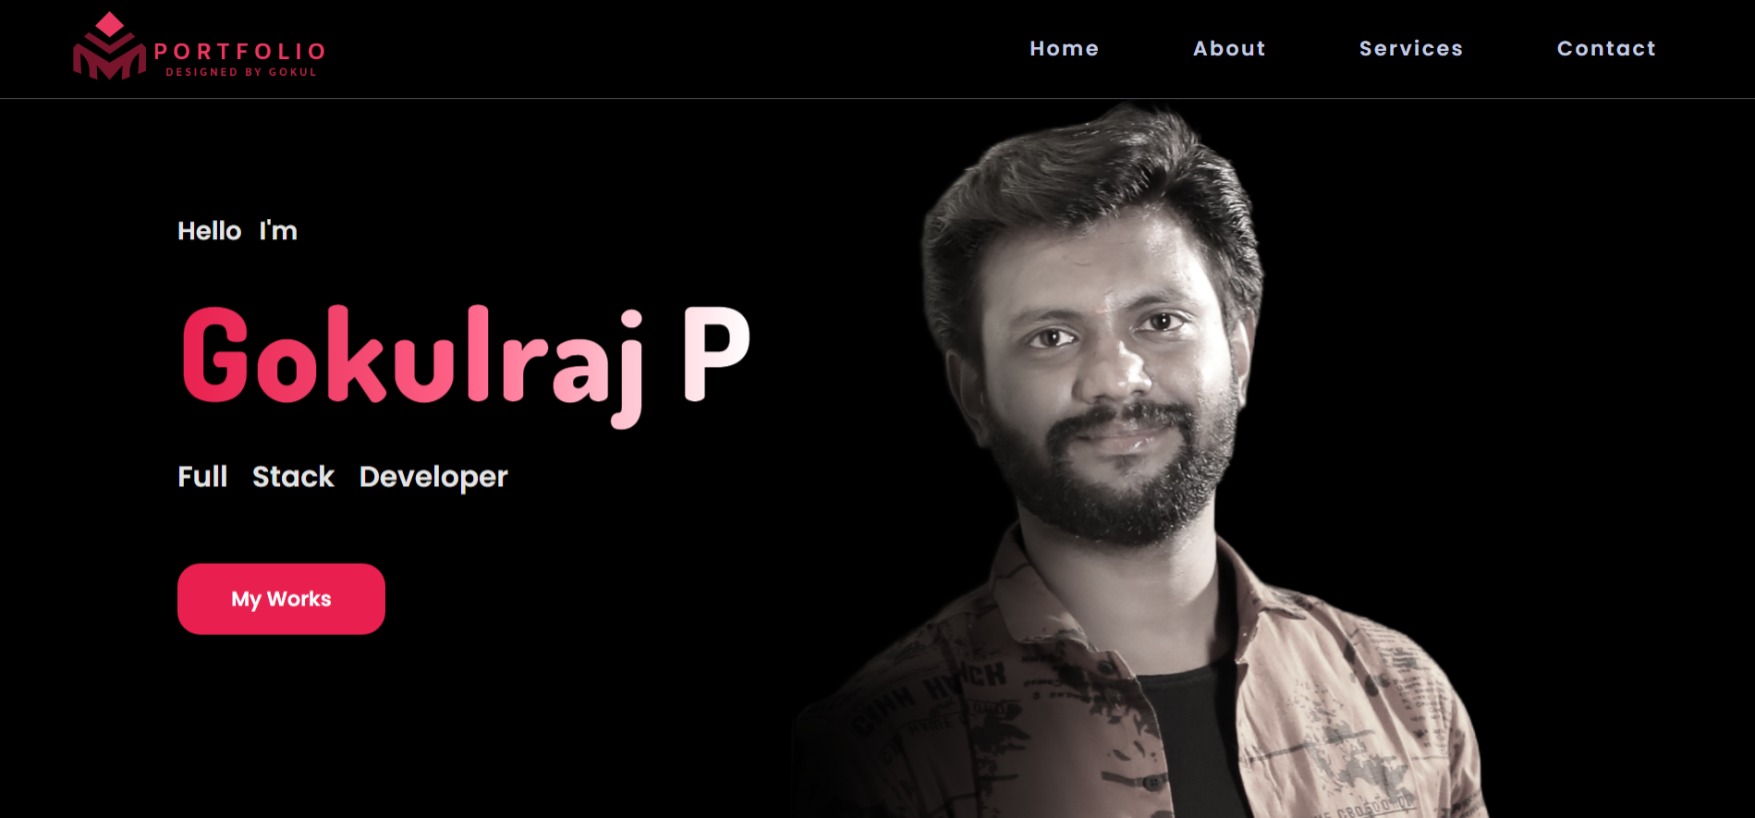 PORTFOLIO
DESIGNED BY GOKUL
Home About Services Contact
Hello I'm
Gokulraj P
Full Stack Developer
My Works